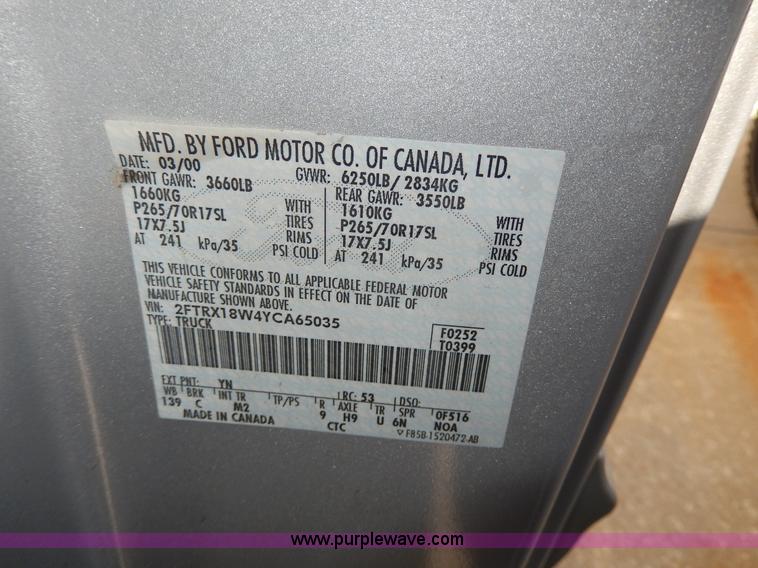 MFD. BY FORD MOTOR CO. OF CANADA, LTD.
DATE: 03/00 GVWR: 6250LB/ 2834KG
FRONT GAWR: 3660LB REAR GAWR: 3550LB
1660KG WITH 1610KG WITH
P265/70R17SL TIRES P265/70R17SL TIRES
17X7.5J RIMS 17X7.5J RIMS
AT 241 kPa/35 PSI COLD AT 241 kPa/35 PSI COLD
THIS VEHICLE CONFORMS TO ALL APPLICABLE FEDERAL MOTOR
VEHICLE SAFETY STANDARDS IN EFFECT ON THE DATE OF
MANUFACTURE SHOWN ABOVE.
VIN: 2FTRX18W4YCA65035
TYPE: TRUCK
F0252
T0399
EXT PNT: YN RC: 53 DSO:
WB BRK INT TR TP/PS R AXLE TR SPR 0F516
139 C M2 9 H9 U 6N NOA
MADE IN CANADA CTC F85B-1520472-AB
www.purplewave.com